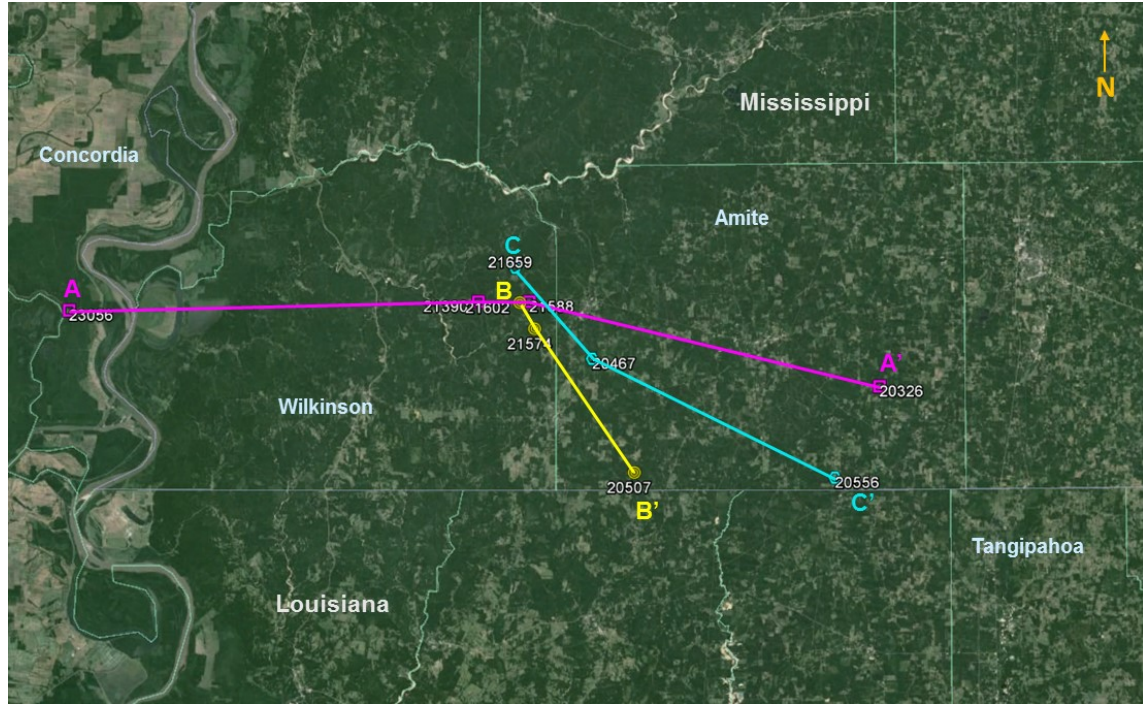 N
Mississippi
Concordia
Amite
C
21659
A
23056
B
21390
21602
21588
21574
20467
A’
20326
Wilkinson
20507
B’
20556
C’
Tangipahoa
Louisiana